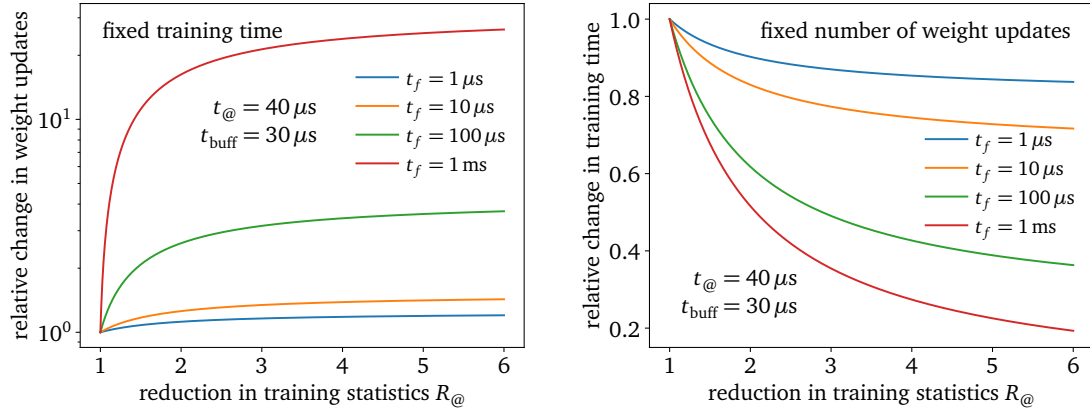 fixed training time
t_f = 1 μs
t_f = 10 μs
t_f = 100 μs
t_f = 1 ms
t_@ = 40 μs
t_buff = 30 μs
relative change in weight updates
10^1
10^0
1 2 3 4 5 6
reduction in training statistics R_@
fixed number of weight updates
t_f = 1 μs
t_f = 10 μs
t_f = 100 μs
t_f = 1 ms
t_@ = 40 μs
t_buff = 30 μs
relative change in training time
1.0
0.8
0.6
0.4
0.2
1 2 3 4 5 6
reduction in training statistics R_@